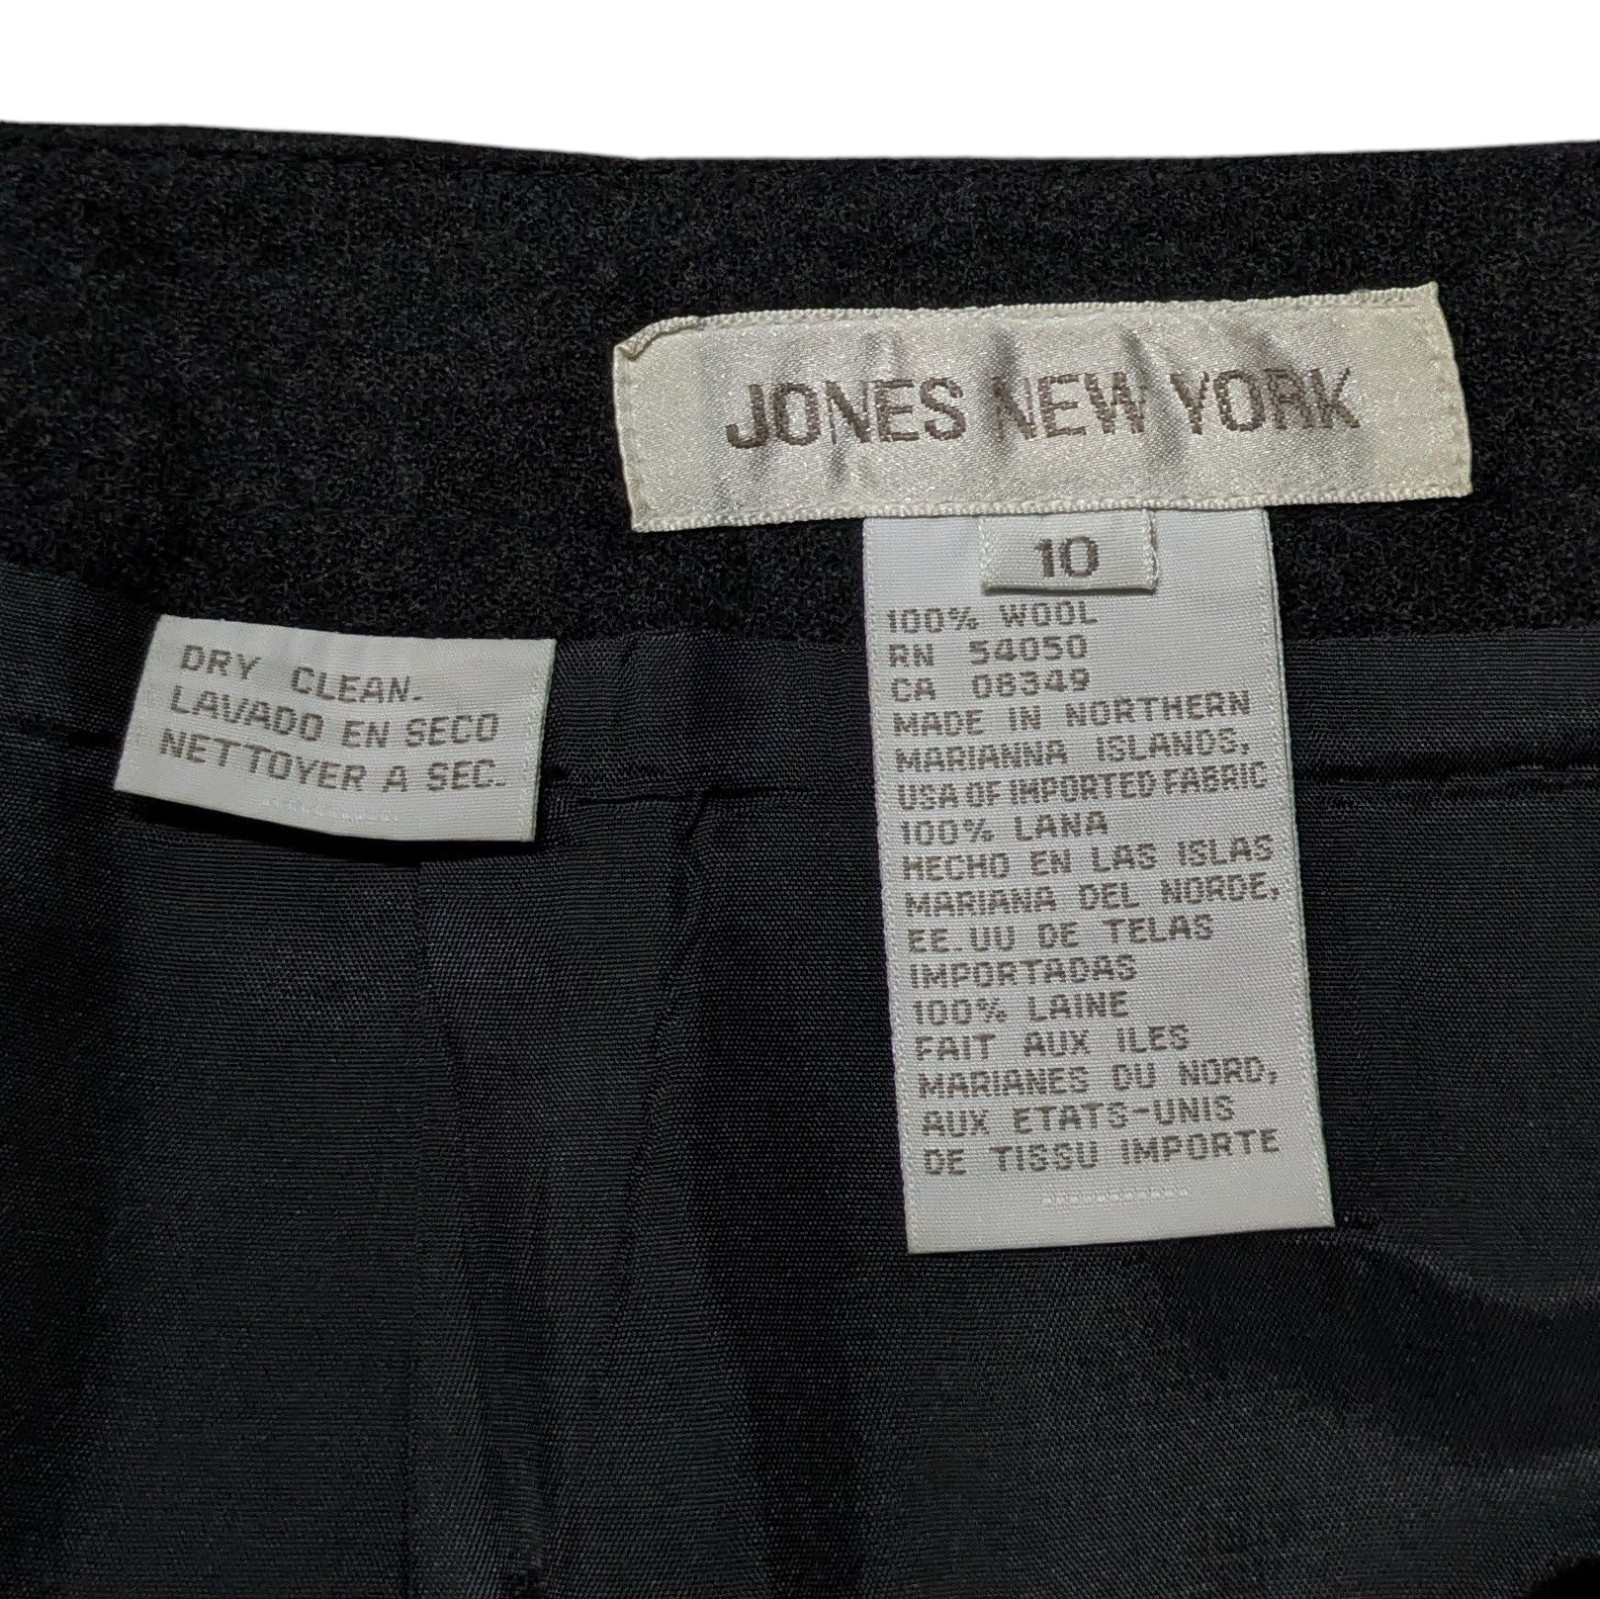 JONES NEW YORK
10
100% WOOL
RN 54050
CA 08349
MADE IN NORTHERN
MARIANNA ISLANDS,
USA OF IMPORTED FABRIC
100% LANA
HECHO EN LAS ISLAS
MARIANA DEL NORDE,
EE.UU DE TELAS
IMPORTADAS
100% LAINE
FAIT AUX ILES
MARIANES DU NORD,
AUX ETATS-UNIS
DE TISSU IMPORTE
DRY CLEAN.
LAVADO EN SECO
NETTOYER A SEC.